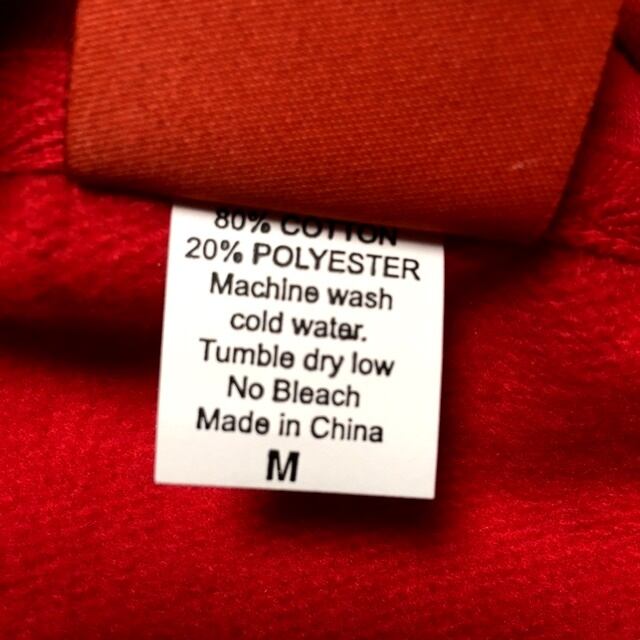 80% COTTON
20% POLYESTER
Machine wash
cold water.
Tumble dry low
No Bleach
Made in China
M